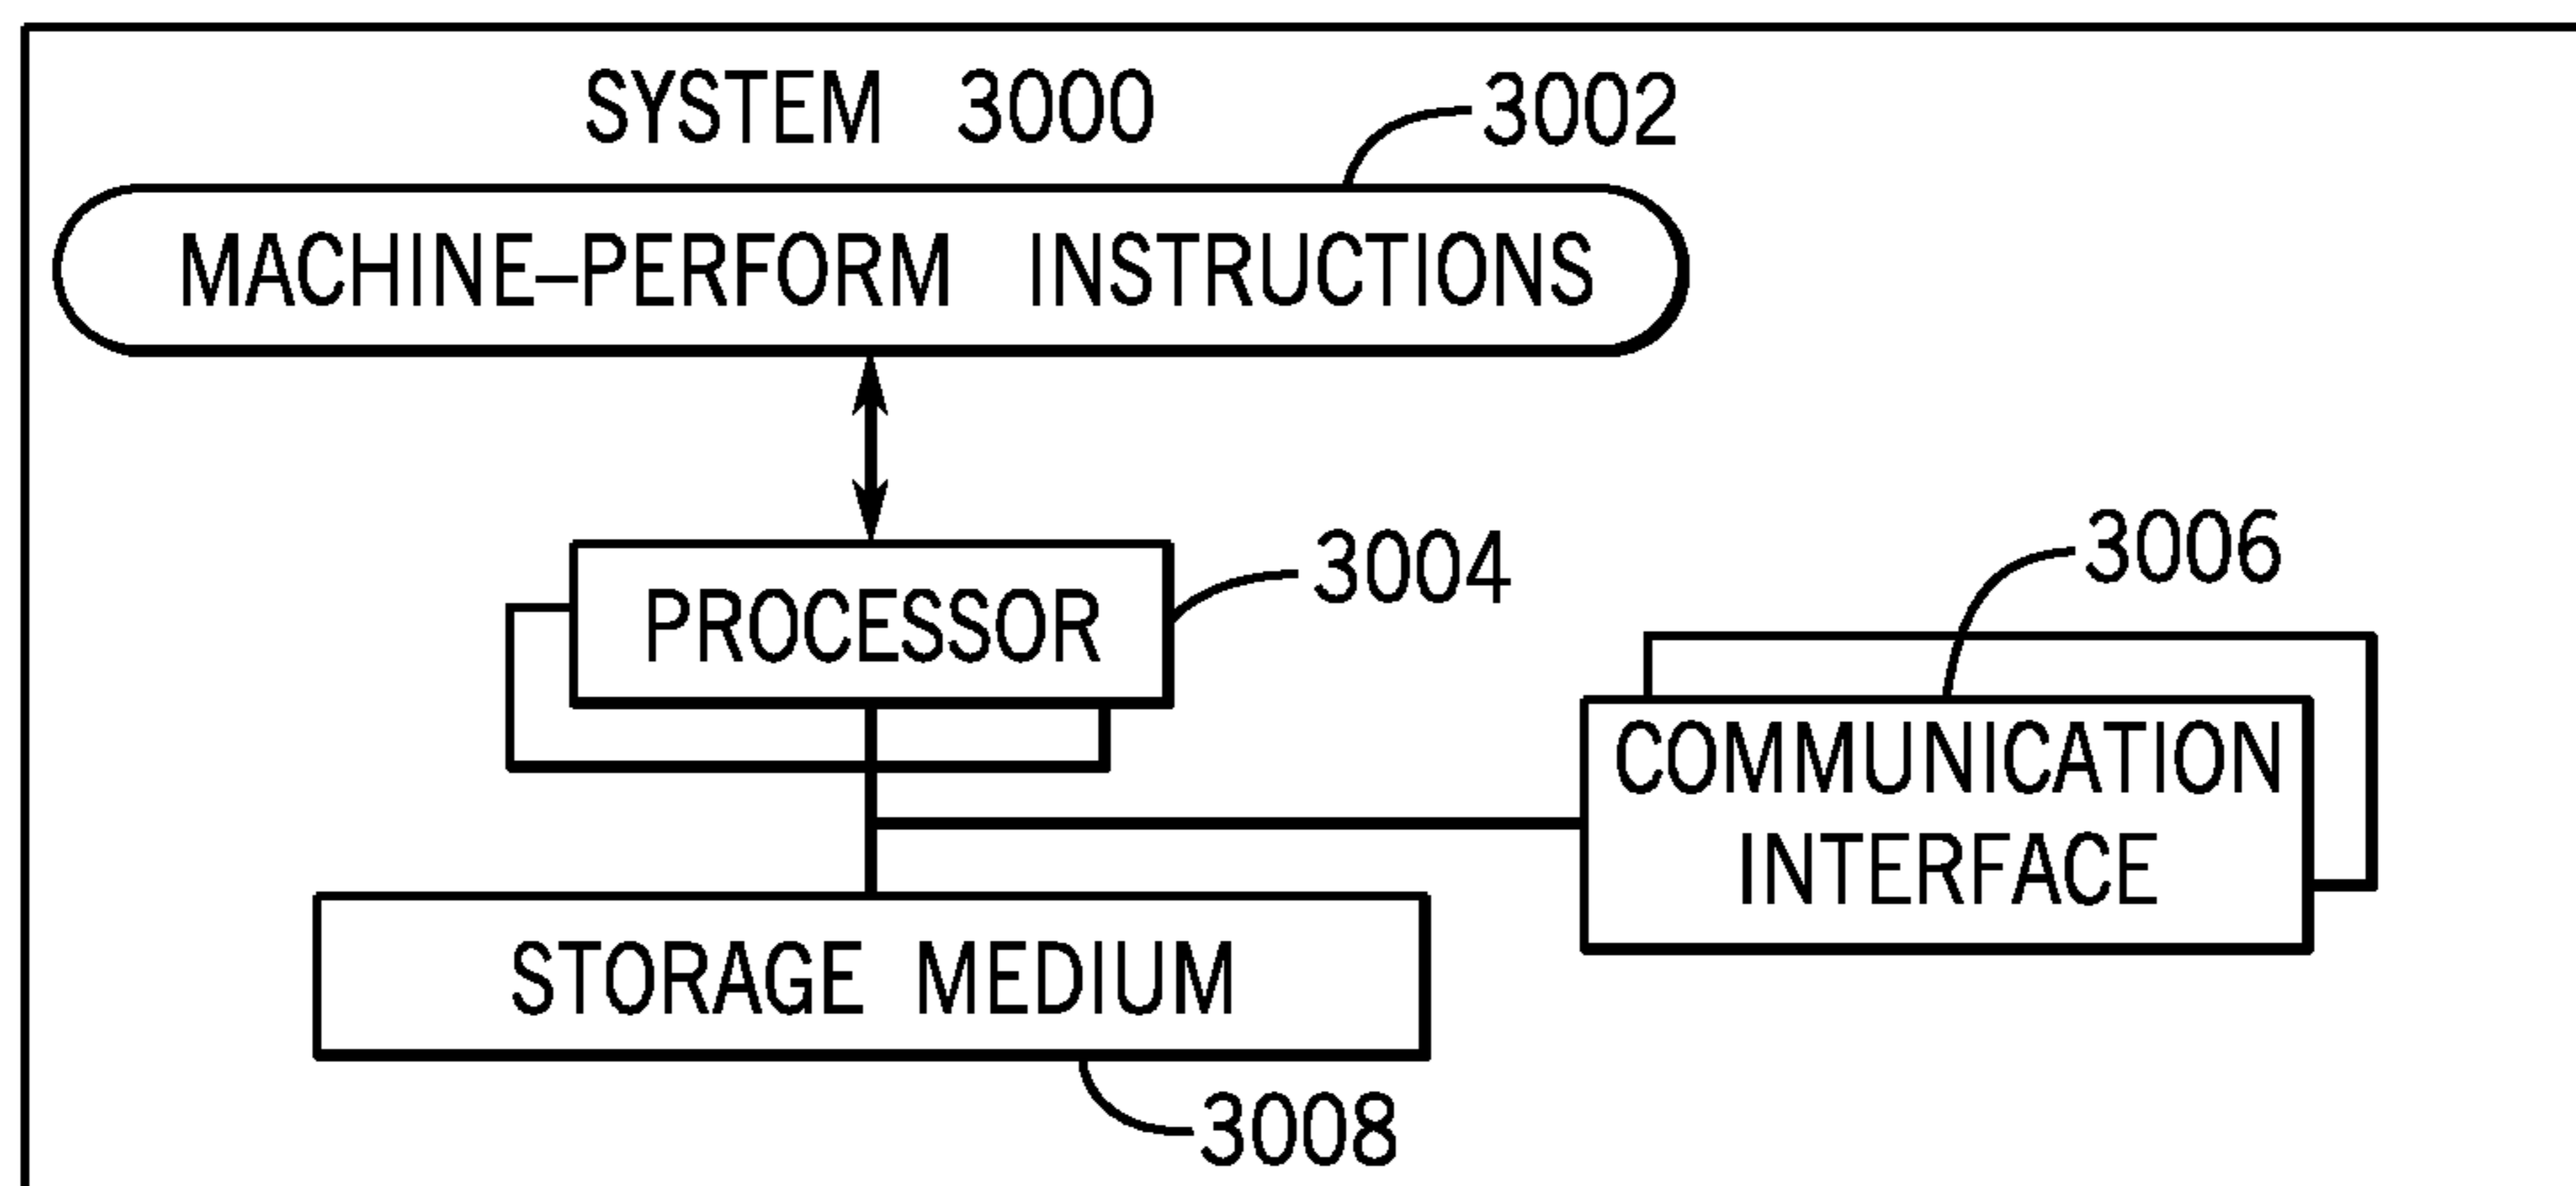 SYSTEM 3000
3002
MACHINE–PERFORM INSTRUCTIONS
PROCESSOR
3004
3006
COMMUNICATION
INTERFACE
STORAGE MEDIUM
3008